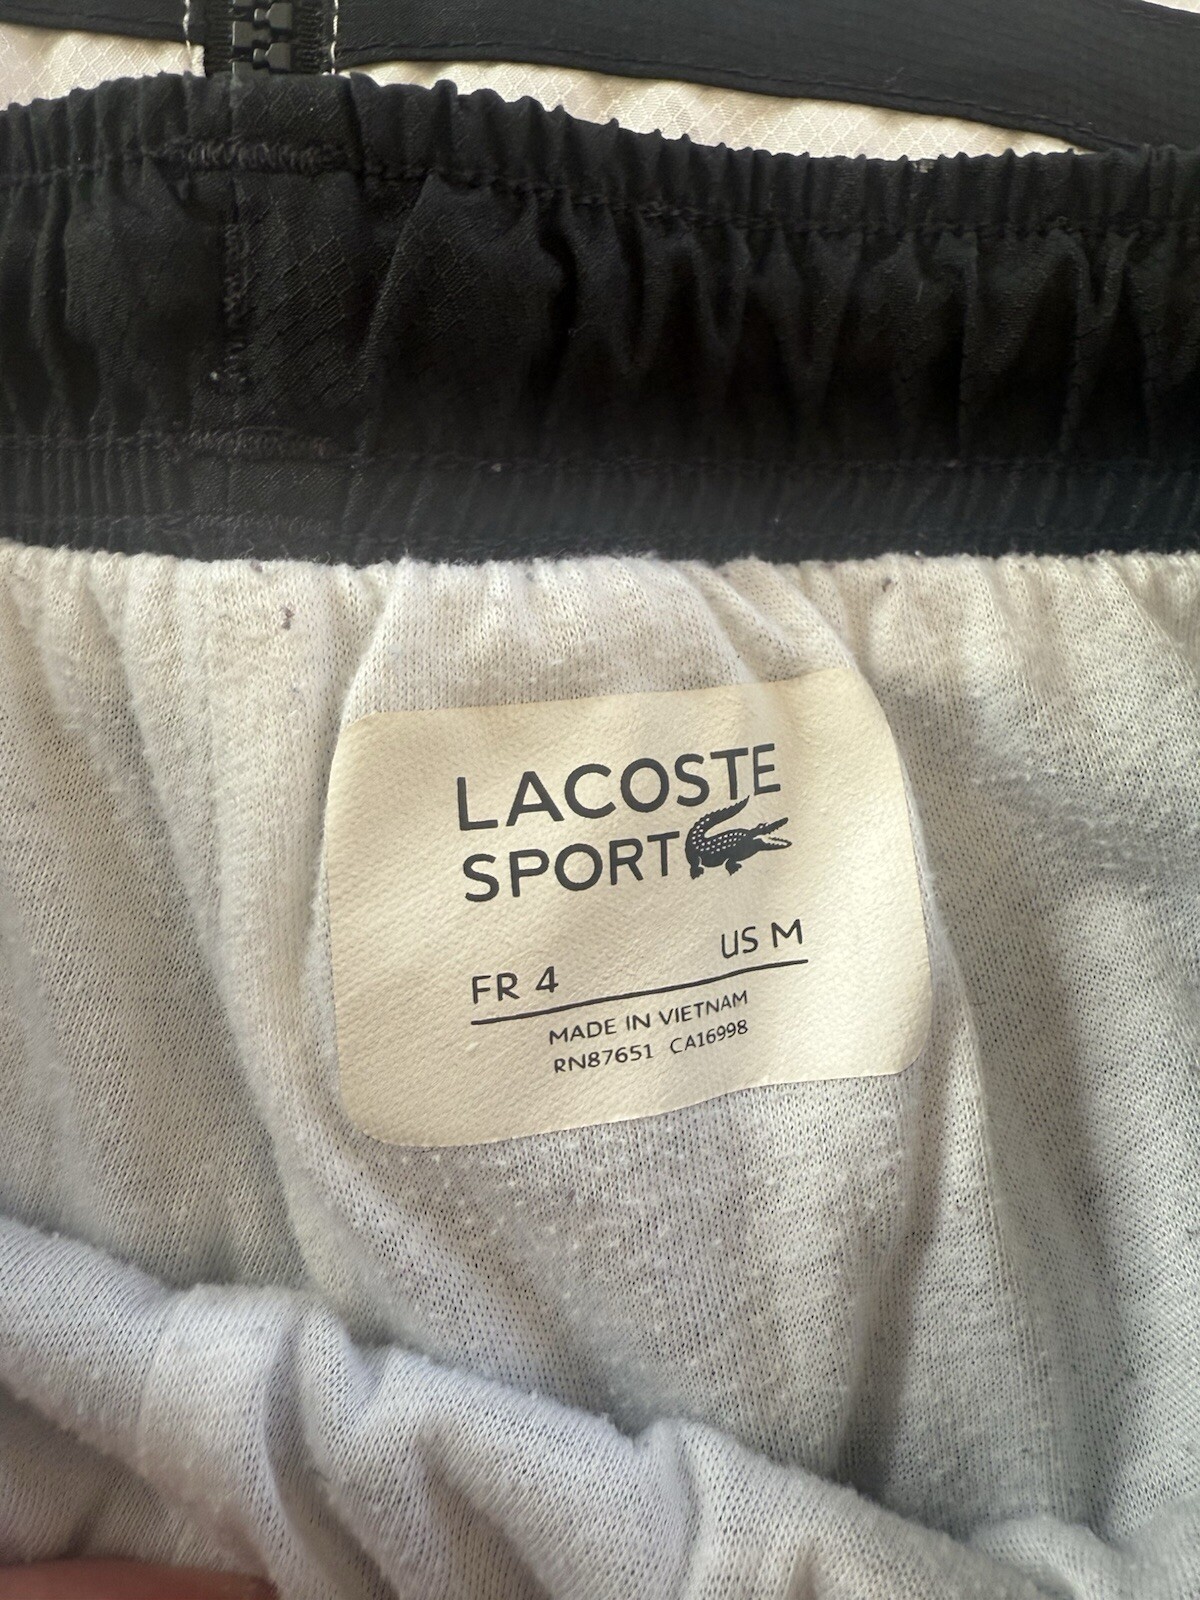 LACOSTE
SPORT
FR 4 US M
MADE IN VIETNAM
RN87651 CA16998